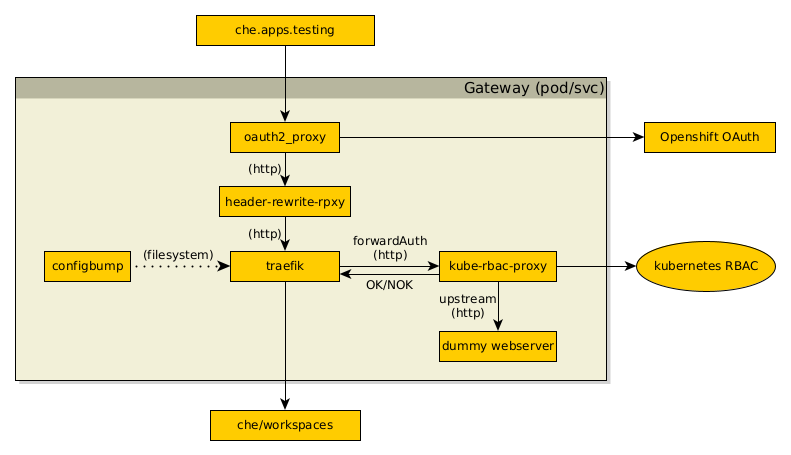 che.apps.testing
Gateway (pod/svc)
oauth2_proxy
Openshift OAuth
(http)
header-rewrite-rpxy
(http)
forwardAuth
(http)
configbump
(filesystem)
traefik
kube-rbac-proxy
kubernetes RBAC
OK/NOK
upstream
(http)
dummy webserver
che/workspaces